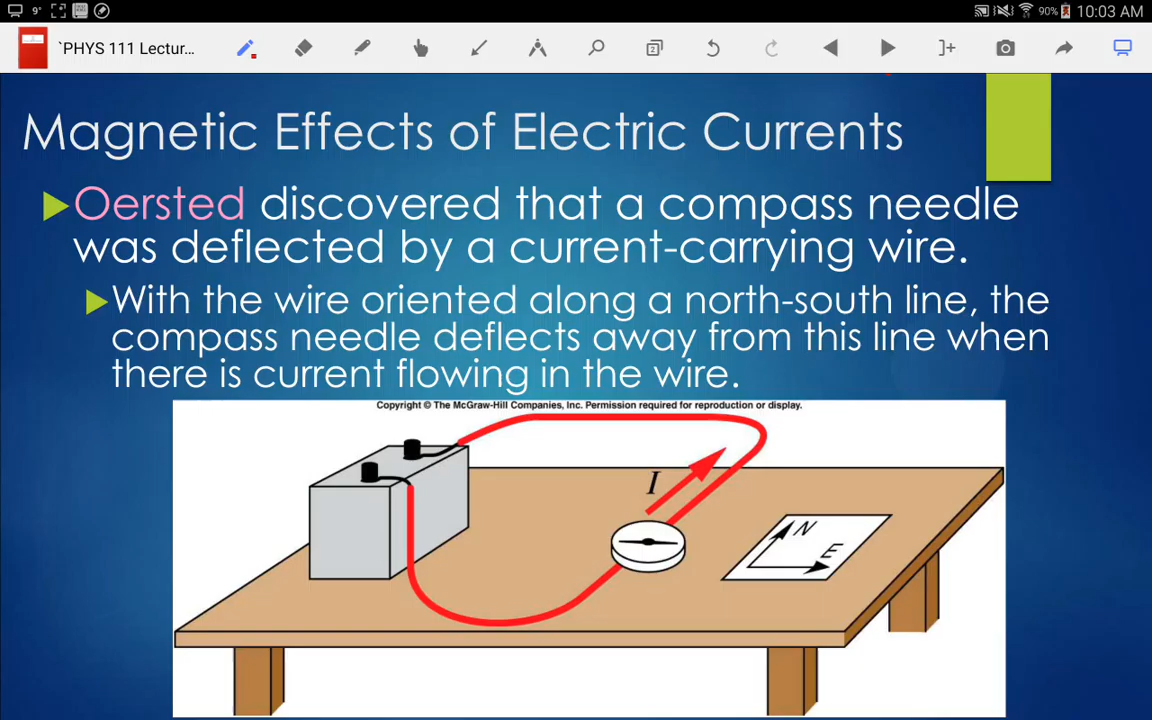 9°
90%
10:03 AM
`PHYS 111 Lectur...
2
Magnetic Effects of Electric Currents
Oersted discovered that a compass needle
was deflected by a current-carrying wire.
With the wire oriented along a north-south line, the
compass needle deflects away from this line when
there is current flowing in the wire.
Copyright © The McGraw-Hill Companies, Inc. Permission required for reproduction or display.
I
N
E